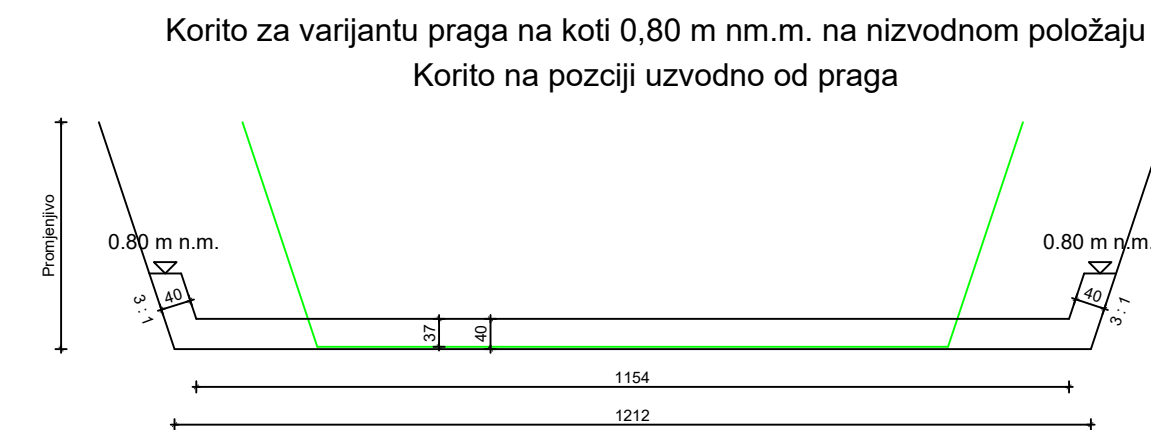 Korito za varijantu praga na koti 0,80 m nm.m. na nizvodnom položaju
Korito na pozciji uzvodno od praga
Promjenjivo
0.80 m n.m.
0.80 m n.m.
3 : 1
40
37
40
40
3 : 1
1154
1212